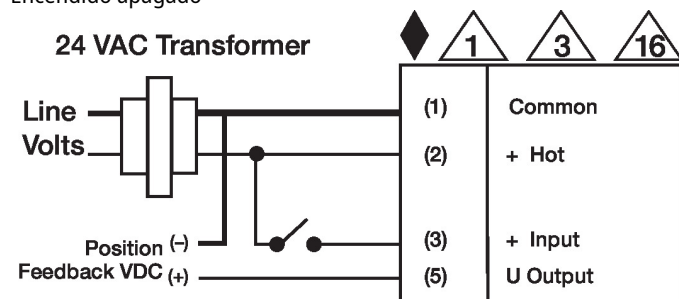 Encendido apagado
24 VAC Transformer
1
3
16
Line
Volts
(1) Common
(2) + Hot
Position (–)
(3) + Input
Feedback VDC (+)
(5) U Output